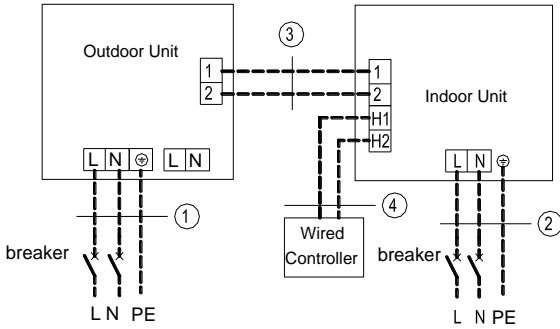 Outdoor Unit
1
2
3
1
2
H1
H2
Indoor Unit
L N
L N
L N
1
4
2
Wired
Controller
breaker
breaker
L N PE
L N PE